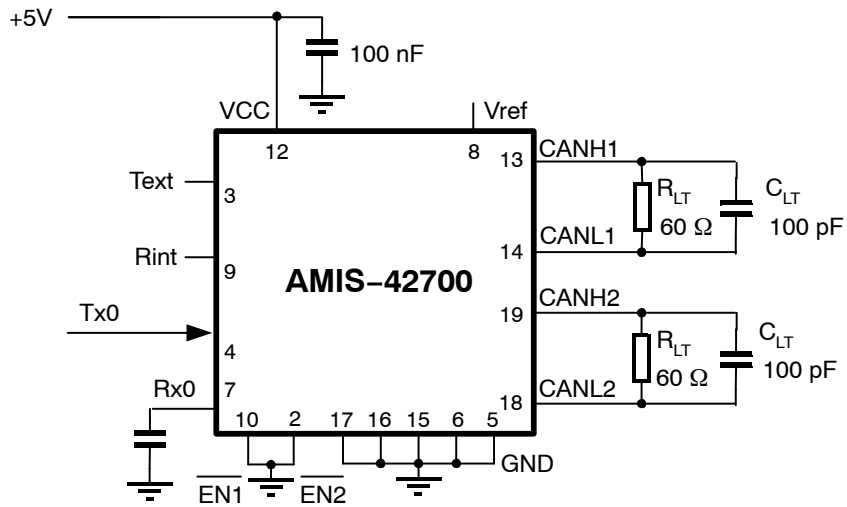 +5V
100 nF
VCC
Vref
12
8
13
CANH1
Text
3
R_LT
60 Ω
C_LT
100 pF
14
CANL1
Rint
9
AMIS–42700
19
CANH2
Tx0
4
R_LT
60 Ω
C_LT
100 pF
Rx0
7
18
CANL2
10
2
17
16
15
6
5
GND
EN1
EN2